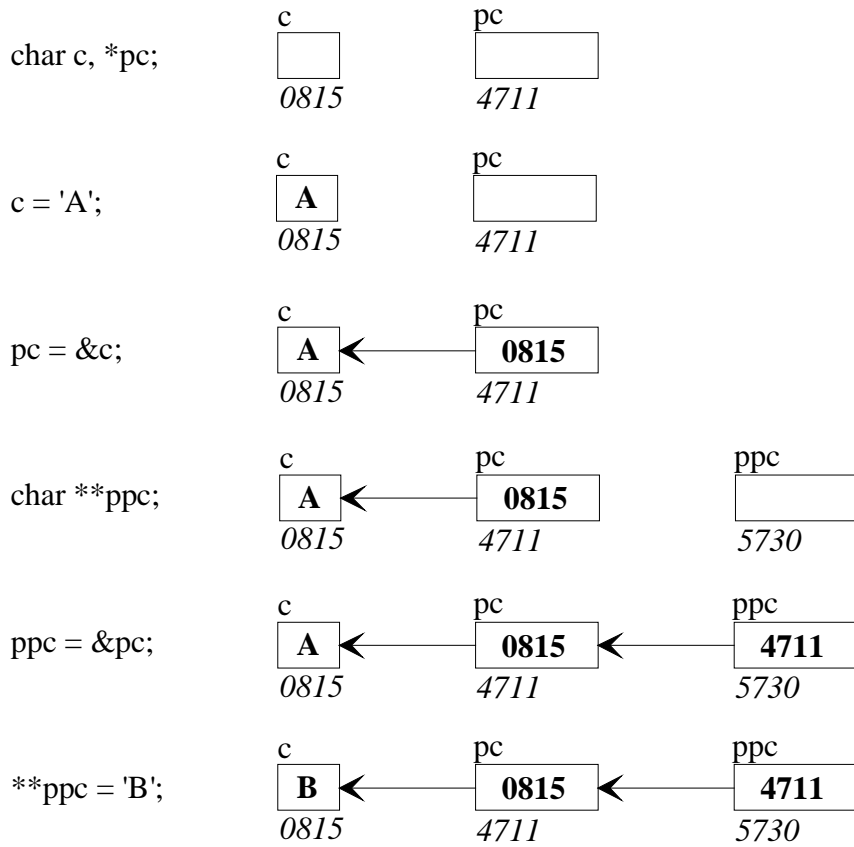 c pc
char c, *pc;
0815 4711
c pc
c = 'A'; A
0815 4711
c pc
pc = &c; A 0815
0815 4711
c pc ppc
char **ppc; A 0815
0815 4711 5730
c pc ppc
ppc = &pc; A 0815 4711
0815 4711 5730
c pc ppc
**ppc = 'B'; B 0815 4711
0815 4711 5730